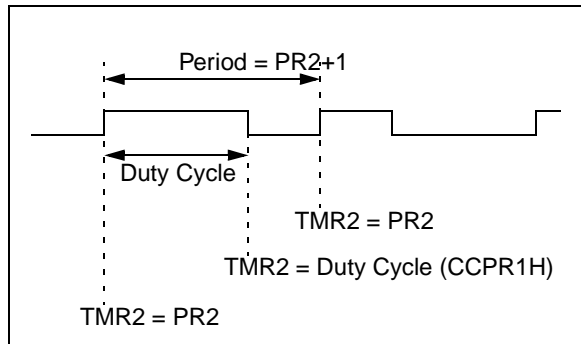 Period = PR2+1
Duty Cycle
TMR2 = PR2
TMR2 = Duty Cycle (CCPR1H)
TMR2 = PR2